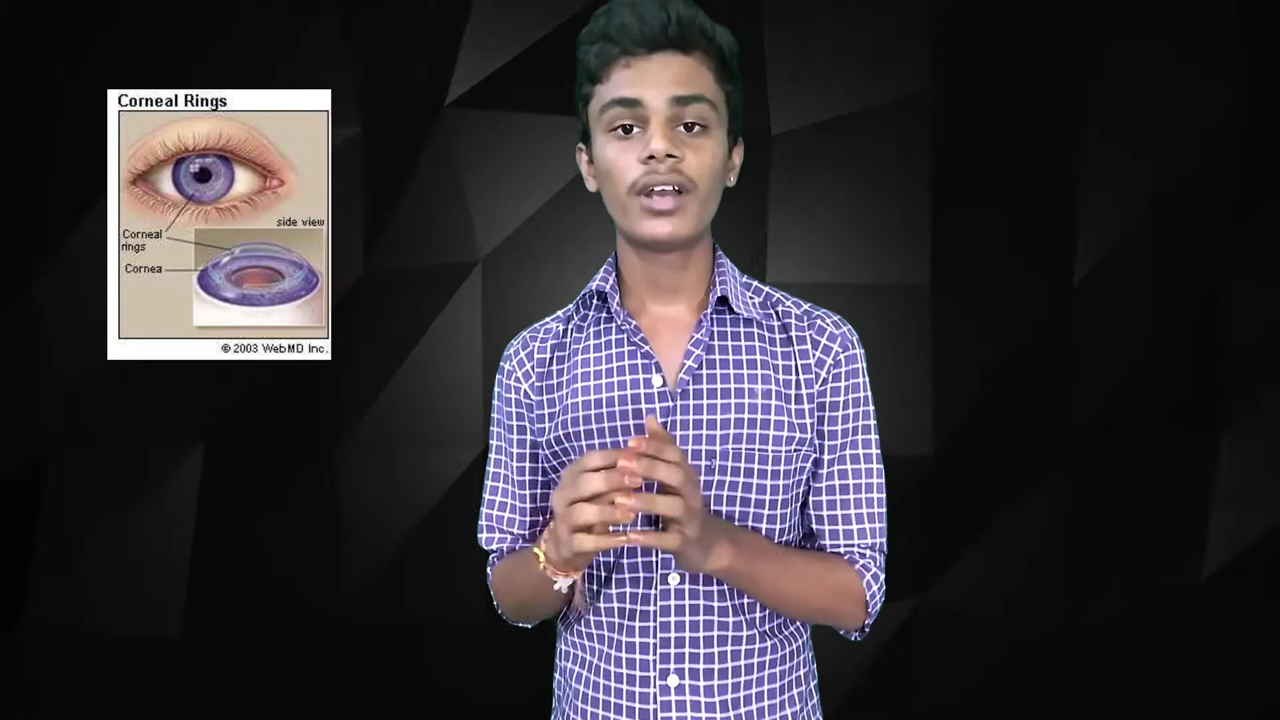 Corneal Rings
side view
Corneal
rings
Cornea
© 2003 WebMD Inc.